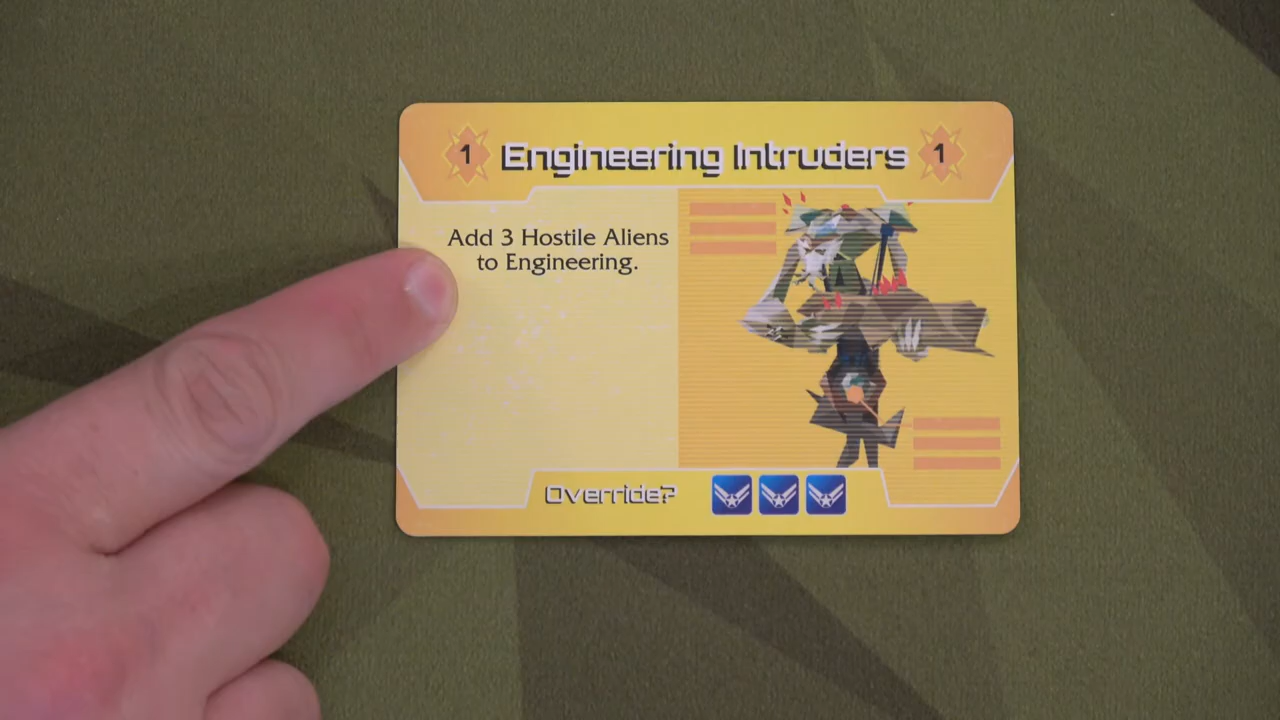 1 Engineering Intruders 1
Add 3 Hostile Aliens
to Engineering.
Override?